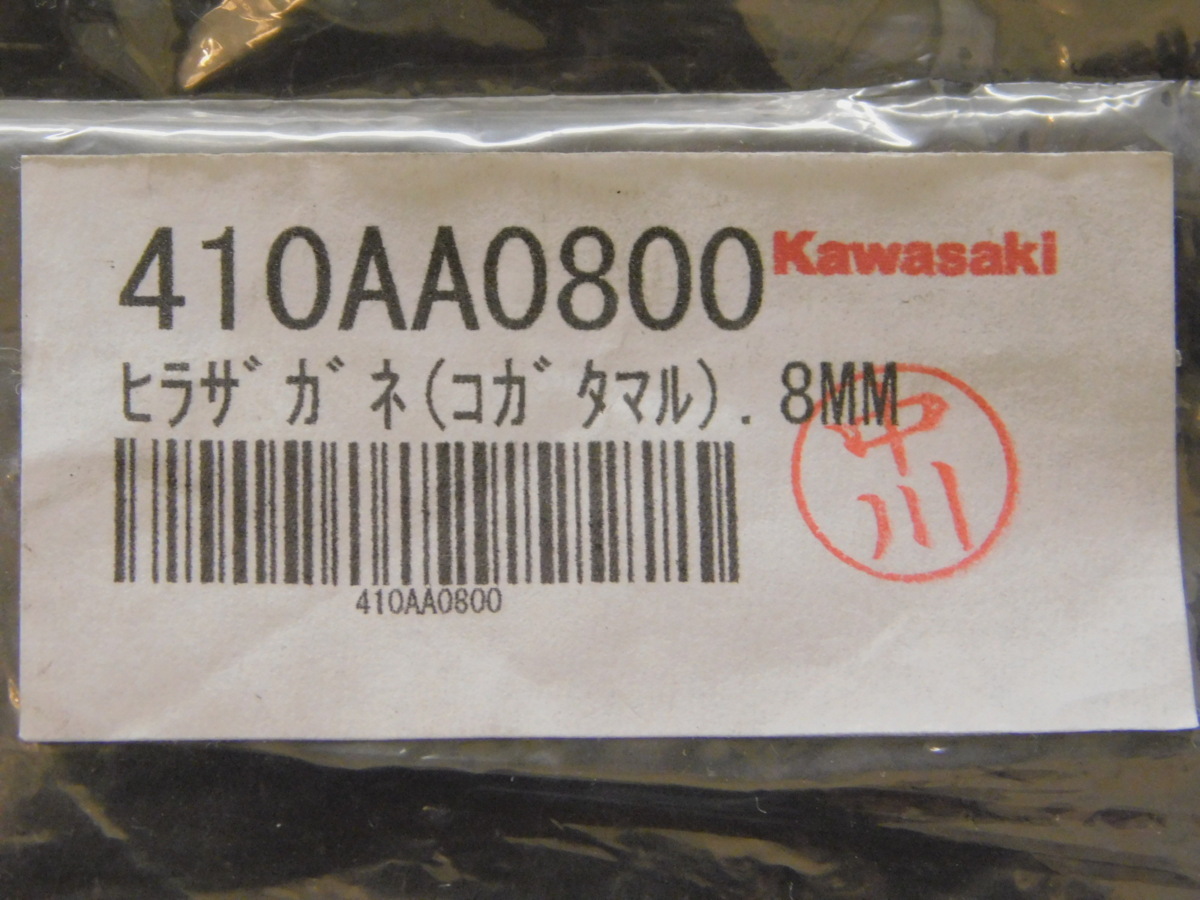 410AA0800 Kawasaki
ﾋﾗｻﾞｶﾞﾈ(ｺｶﾞﾀﾏﾙ). 8MM
中川
410AA0800